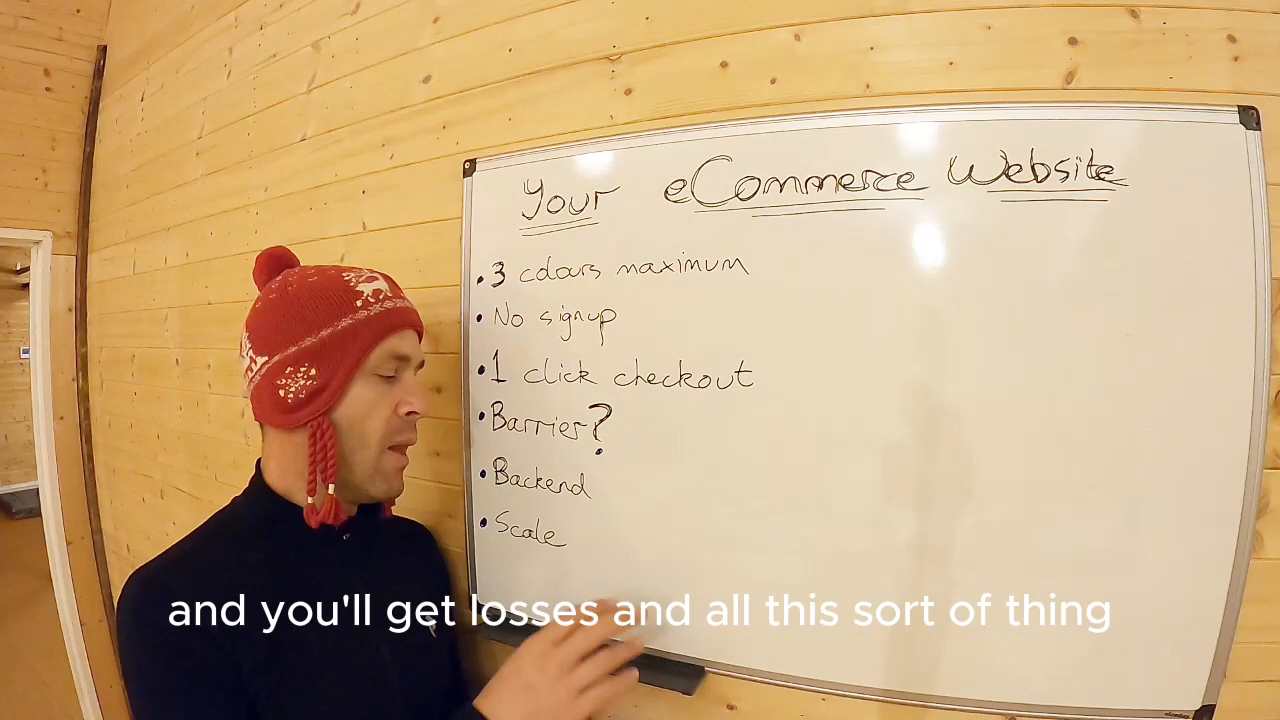 Your eCommerce Website
• 3 colours maximum
• No signup
• 1 click checkout
• Barrier?
• Backend
• Scale
and you'll get losses and all this sort of thing